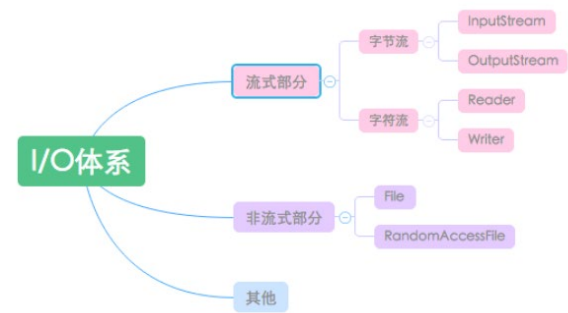 I/O体系
流式部分
字节流
InputStream
OutputStream
字符流
Reader
Writer
非流式部分
File
RandomAccessFile
其他